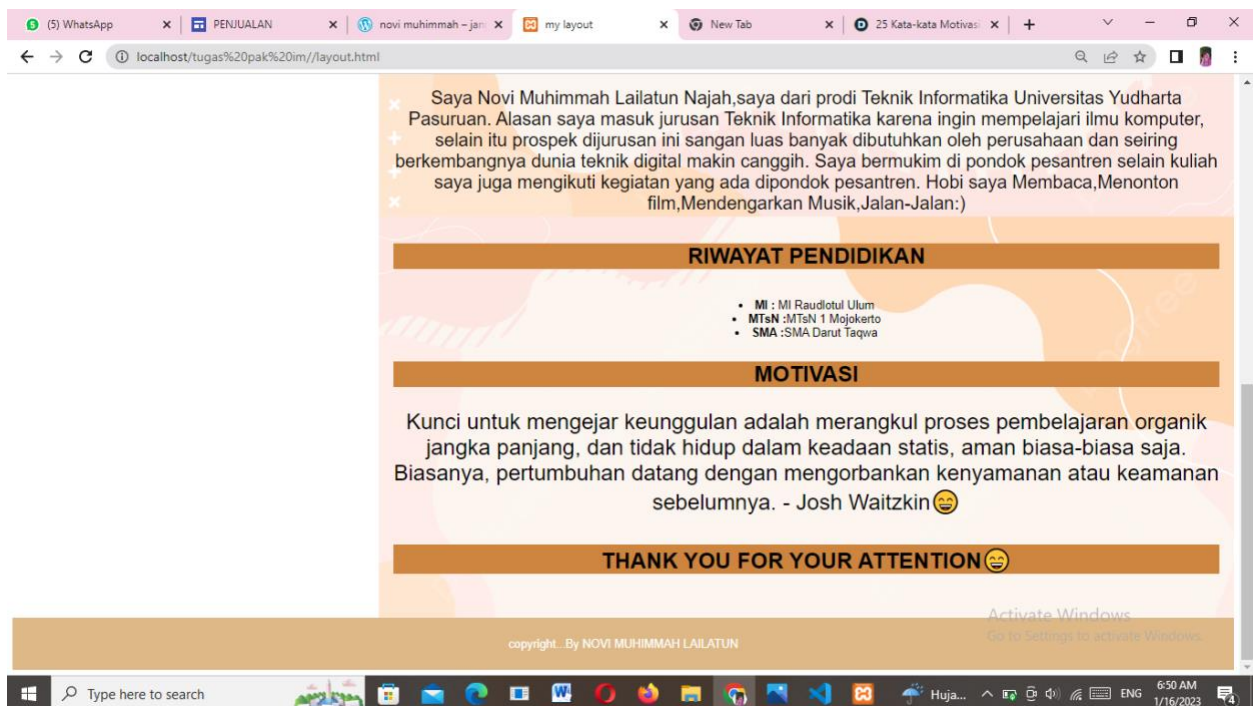 (5) WhatsApp
PENJUALAN
novi muhimmah – jan
my layout
New Tab
25 Kata-kata Motivas
localhost/tugas%20pak%20im//layout.html
Saya Novi Muhimmah Lailatun Najah,saya dari prodi Teknik Informatika Universitas Yudharta
Pasuruan. Alasan saya masuk jurusan Teknik Informatika karena ingin mempelajari ilmu komputer,
selain itu prospek dijurusan ini sangan luas banyak dibutuhkan oleh perusahaan dan seiring
berkembangnya dunia teknik digital makin canggih. Saya bermukim di pondok pesantren selain kuliah
saya juga mengikuti kegiatan yang ada dipondok pesantren. Hobi saya Membaca,Menonton
film,Mendengarkan Musik,Jalan-Jalan:)
RIWAYAT PENDIDIKAN
• MI : MI Raudlotul Ulum
• MTsN :MTsN 1 Mojokerto
• SMA :SMA Darut Taqwa
MOTIVASI
Kunci untuk mengejar keunggulan adalah merangkul proses pembelajaran organik
jangka panjang, dan tidak hidup dalam keadaan statis, aman biasa-biasa saja.
Biasanya, pertumbuhan datang dengan mengorbankan kenyamanan atau keamanan
sebelumnya. - Josh Waitzkin😄
THANK YOU FOR YOUR ATTENTION😄
Activate Windows
Go to Settings to activate Windows.
copyright...By NOVI MUHIMMAH LAILATUN
Type here to search
Huja...
ENG
6:50 AM
1/16/2023